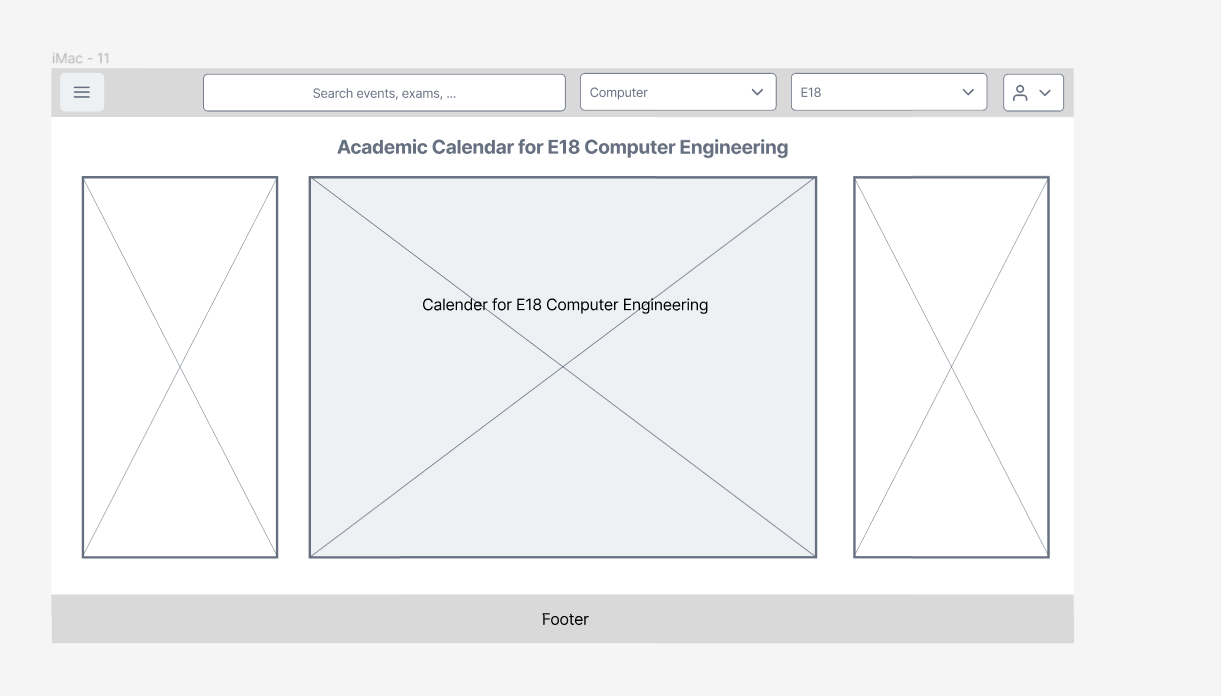 iMac - 11
Search events, exams, ...
Computer
E18
Academic Calendar for E18 Computer Engineering
Calender for E18 Computer Engineering
Footer